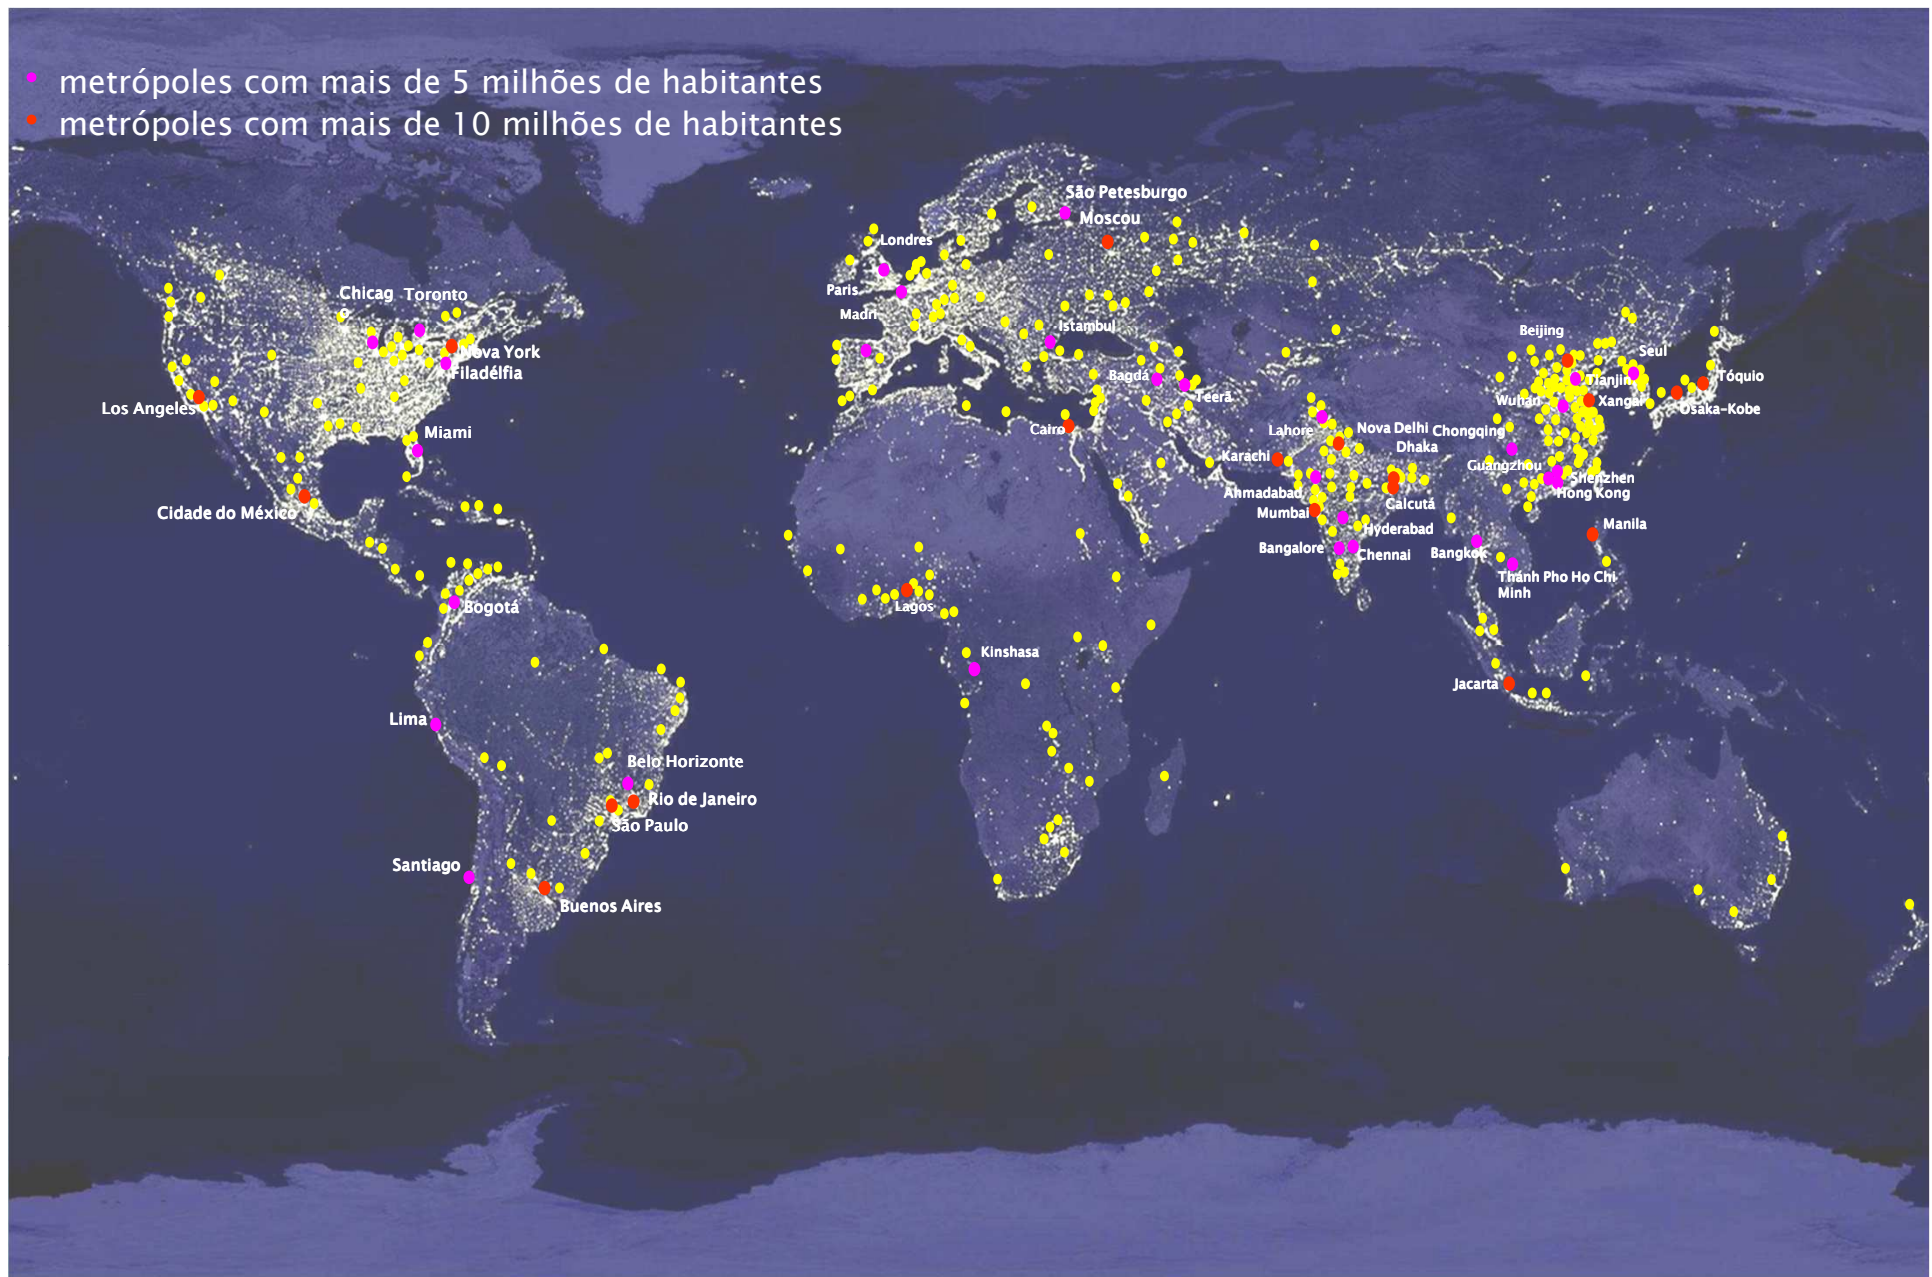 metrópoles com mais de 5 milhões de habitantes
metrópoles com mais de 10 milhões de habitantes
São Petesburgo
Moscou
Londres
Paris
Madri
Istambul
Chicag
o
Toronto
Nova York
Filadélfia
Los Angeles
Miami
Cidade do México
Bagdá
Teerã
Cairo
Beijing
Seul
Tianjin
Tóquio
Wuhan
Xangai
Osaka-Kobe
Lahore
Nova Delhi
Chongqing
Dhaka
Karachi
Guangzhou
Shenzhen
Ahmadabad
Hong Kong
Calcutá
Mumbai
Hyderabad
Manila
Bangalore
Chennai
Bangkok
Thánh Pho Họ Chi
Minh
Bogotá
Lagos
Kinshasa
Jacarta
Lima
Belo Horizonte
Rio de Janeiro
São Paulo
Santiago
Buenos Aires